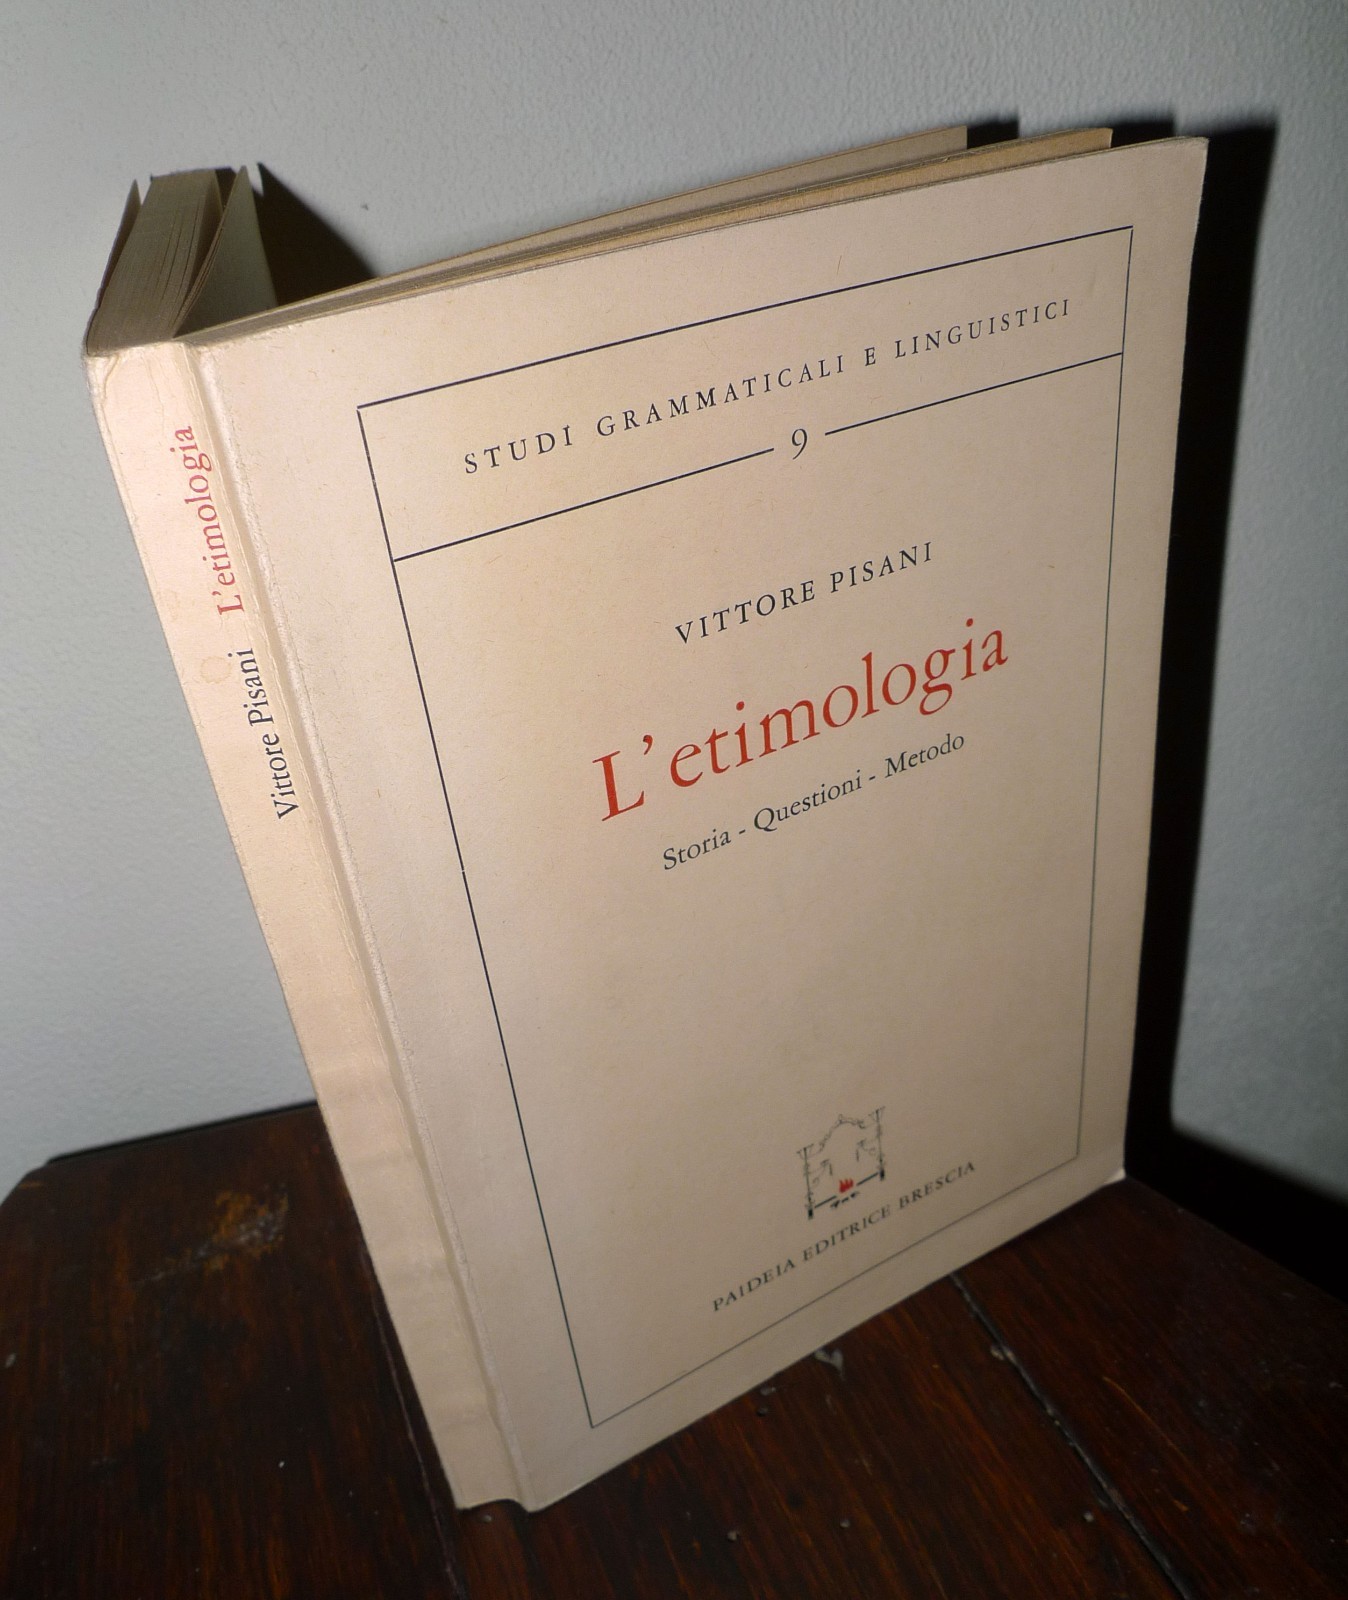 Vittore Pisani L'etimologia
STUDI GRAMMATICALI E LINGUISTICI
9
VITTORE PISANI
L'etimologia
Storia - Questioni - Metodo
PAIDEIA EDITRICE BRESCIA